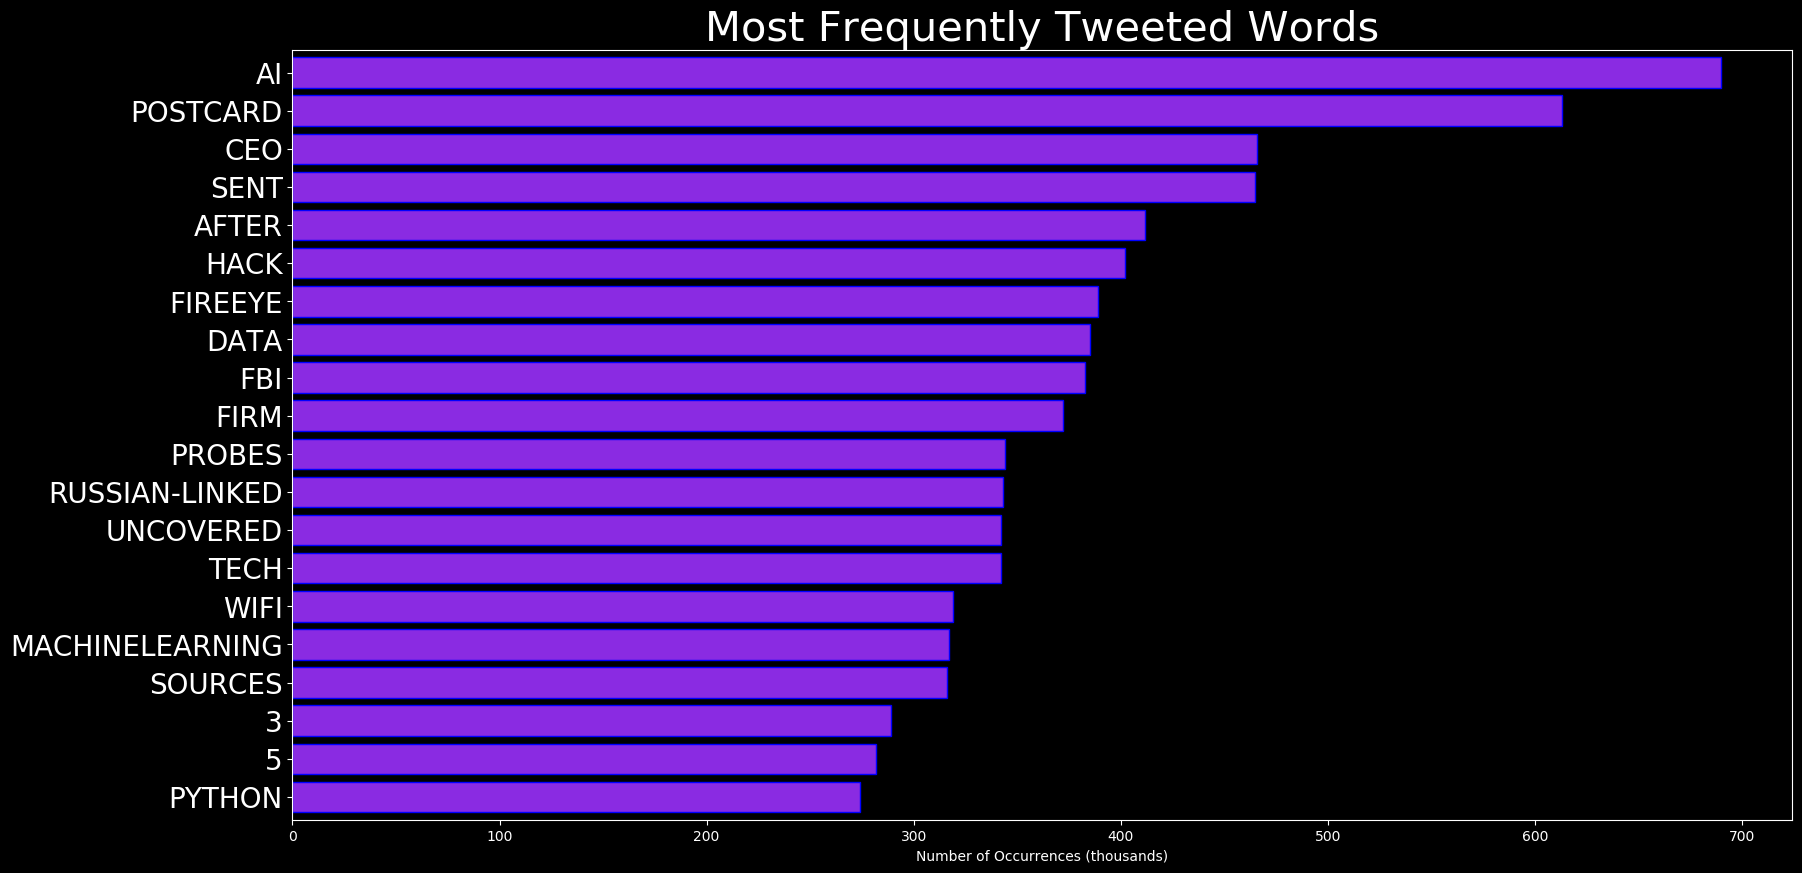 Most Frequently Tweeted Words
AI
POSTCARD
CEO
SENT
AFTER
HACK
FIREEYE
DATA
FBI
FIRM
PROBES
RUSSIAN-LINKED
UNCOVERED
TECH
WIFI
MACHINELEARNING
SOURCES
3
5
PYTHON
0 100 200 300 400 500 600 700
Number of Occurrences (thousands)